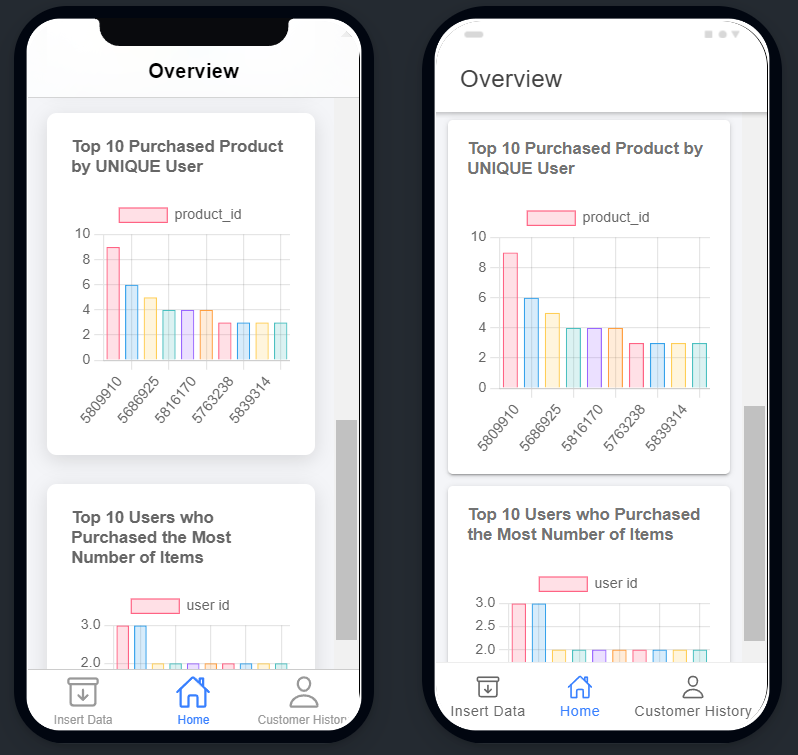 Overview
Top 10 Purchased Product
by UNIQUE User
product_id
10
8
6
4
2
0
5809910
5686925
5816170
5763238
5839314
Top 10 Users who
Purchased the Most
Number of Items
user id
3.0
2.0
Insert Data
Home
Customer History
Overview
Top 10 Purchased Product by
UNIQUE User
product_id
10
8
6
4
2
0
5809910
5686925
5816170
5763238
5839314
Top 10 Users who Purchased
the Most Number of Items
user id
3.0
2.5
2.0
Insert Data
Home
Customer History